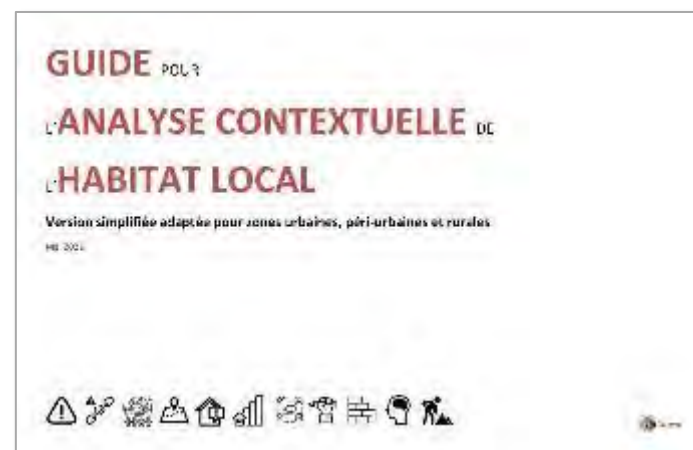 GUIDE POUR
L'ANALYSE CONTEXTUELLE DE
L'HABITAT LOCAL
Version simplifiée adaptée pour zones urbaines, péri-urbaines et rurales